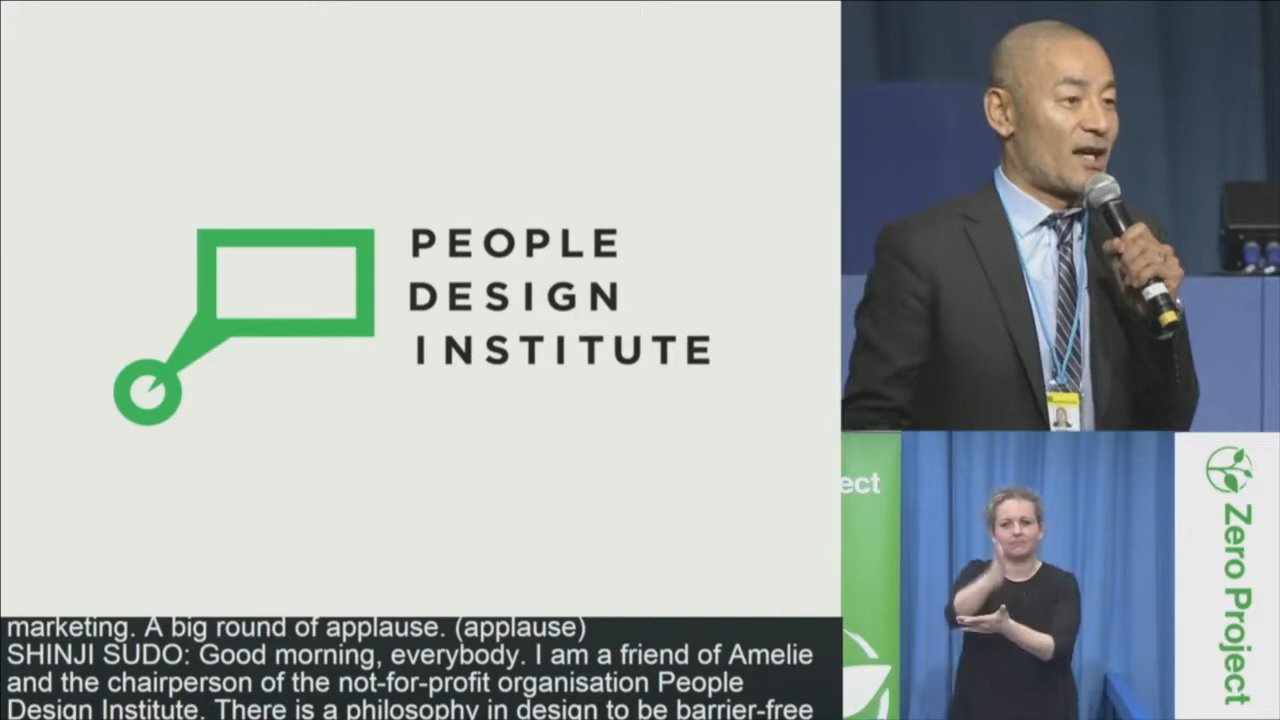 PEOPLE
DESIGN
INSTITUTE
marketing. A big round of applause. (applause)
SHINJI SUDO: Good morning, everybody. I am a friend of Amelie
and the chairperson of the not-for-profit organisation People
Design Institute. There is a philosophy in design to be barrier-free
ect
Zero Project